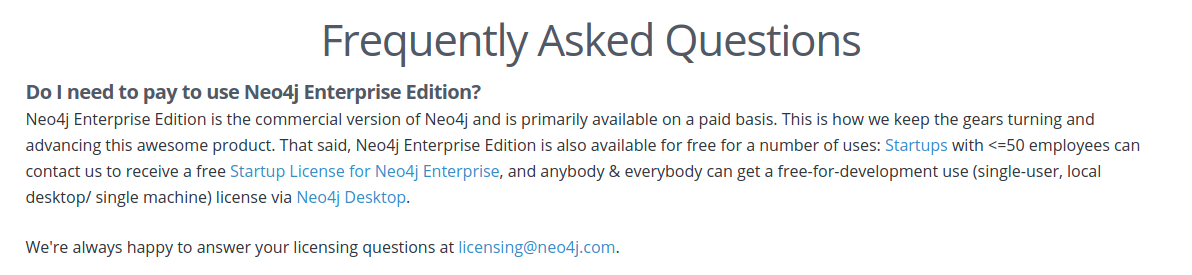 Frequently Asked Questions
Do I need to pay to use Neo4j Enterprise Edition?
Neo4j Enterprise Edition is the commercial version of Neo4j and is primarily available on a paid basis. This is how we keep the gears turning and
advancing this awesome product. That said, Neo4j Enterprise Edition is also available for free for a number of uses: Startups with <=50 employees can
contact us to receive a free Startup License for Neo4j Enterprise, and anybody & everybody can get a free-for-development use (single-user, local
desktop/ single machine) license via Neo4j Desktop.
We're always happy to answer your licensing questions at licensing@neo4j.com.